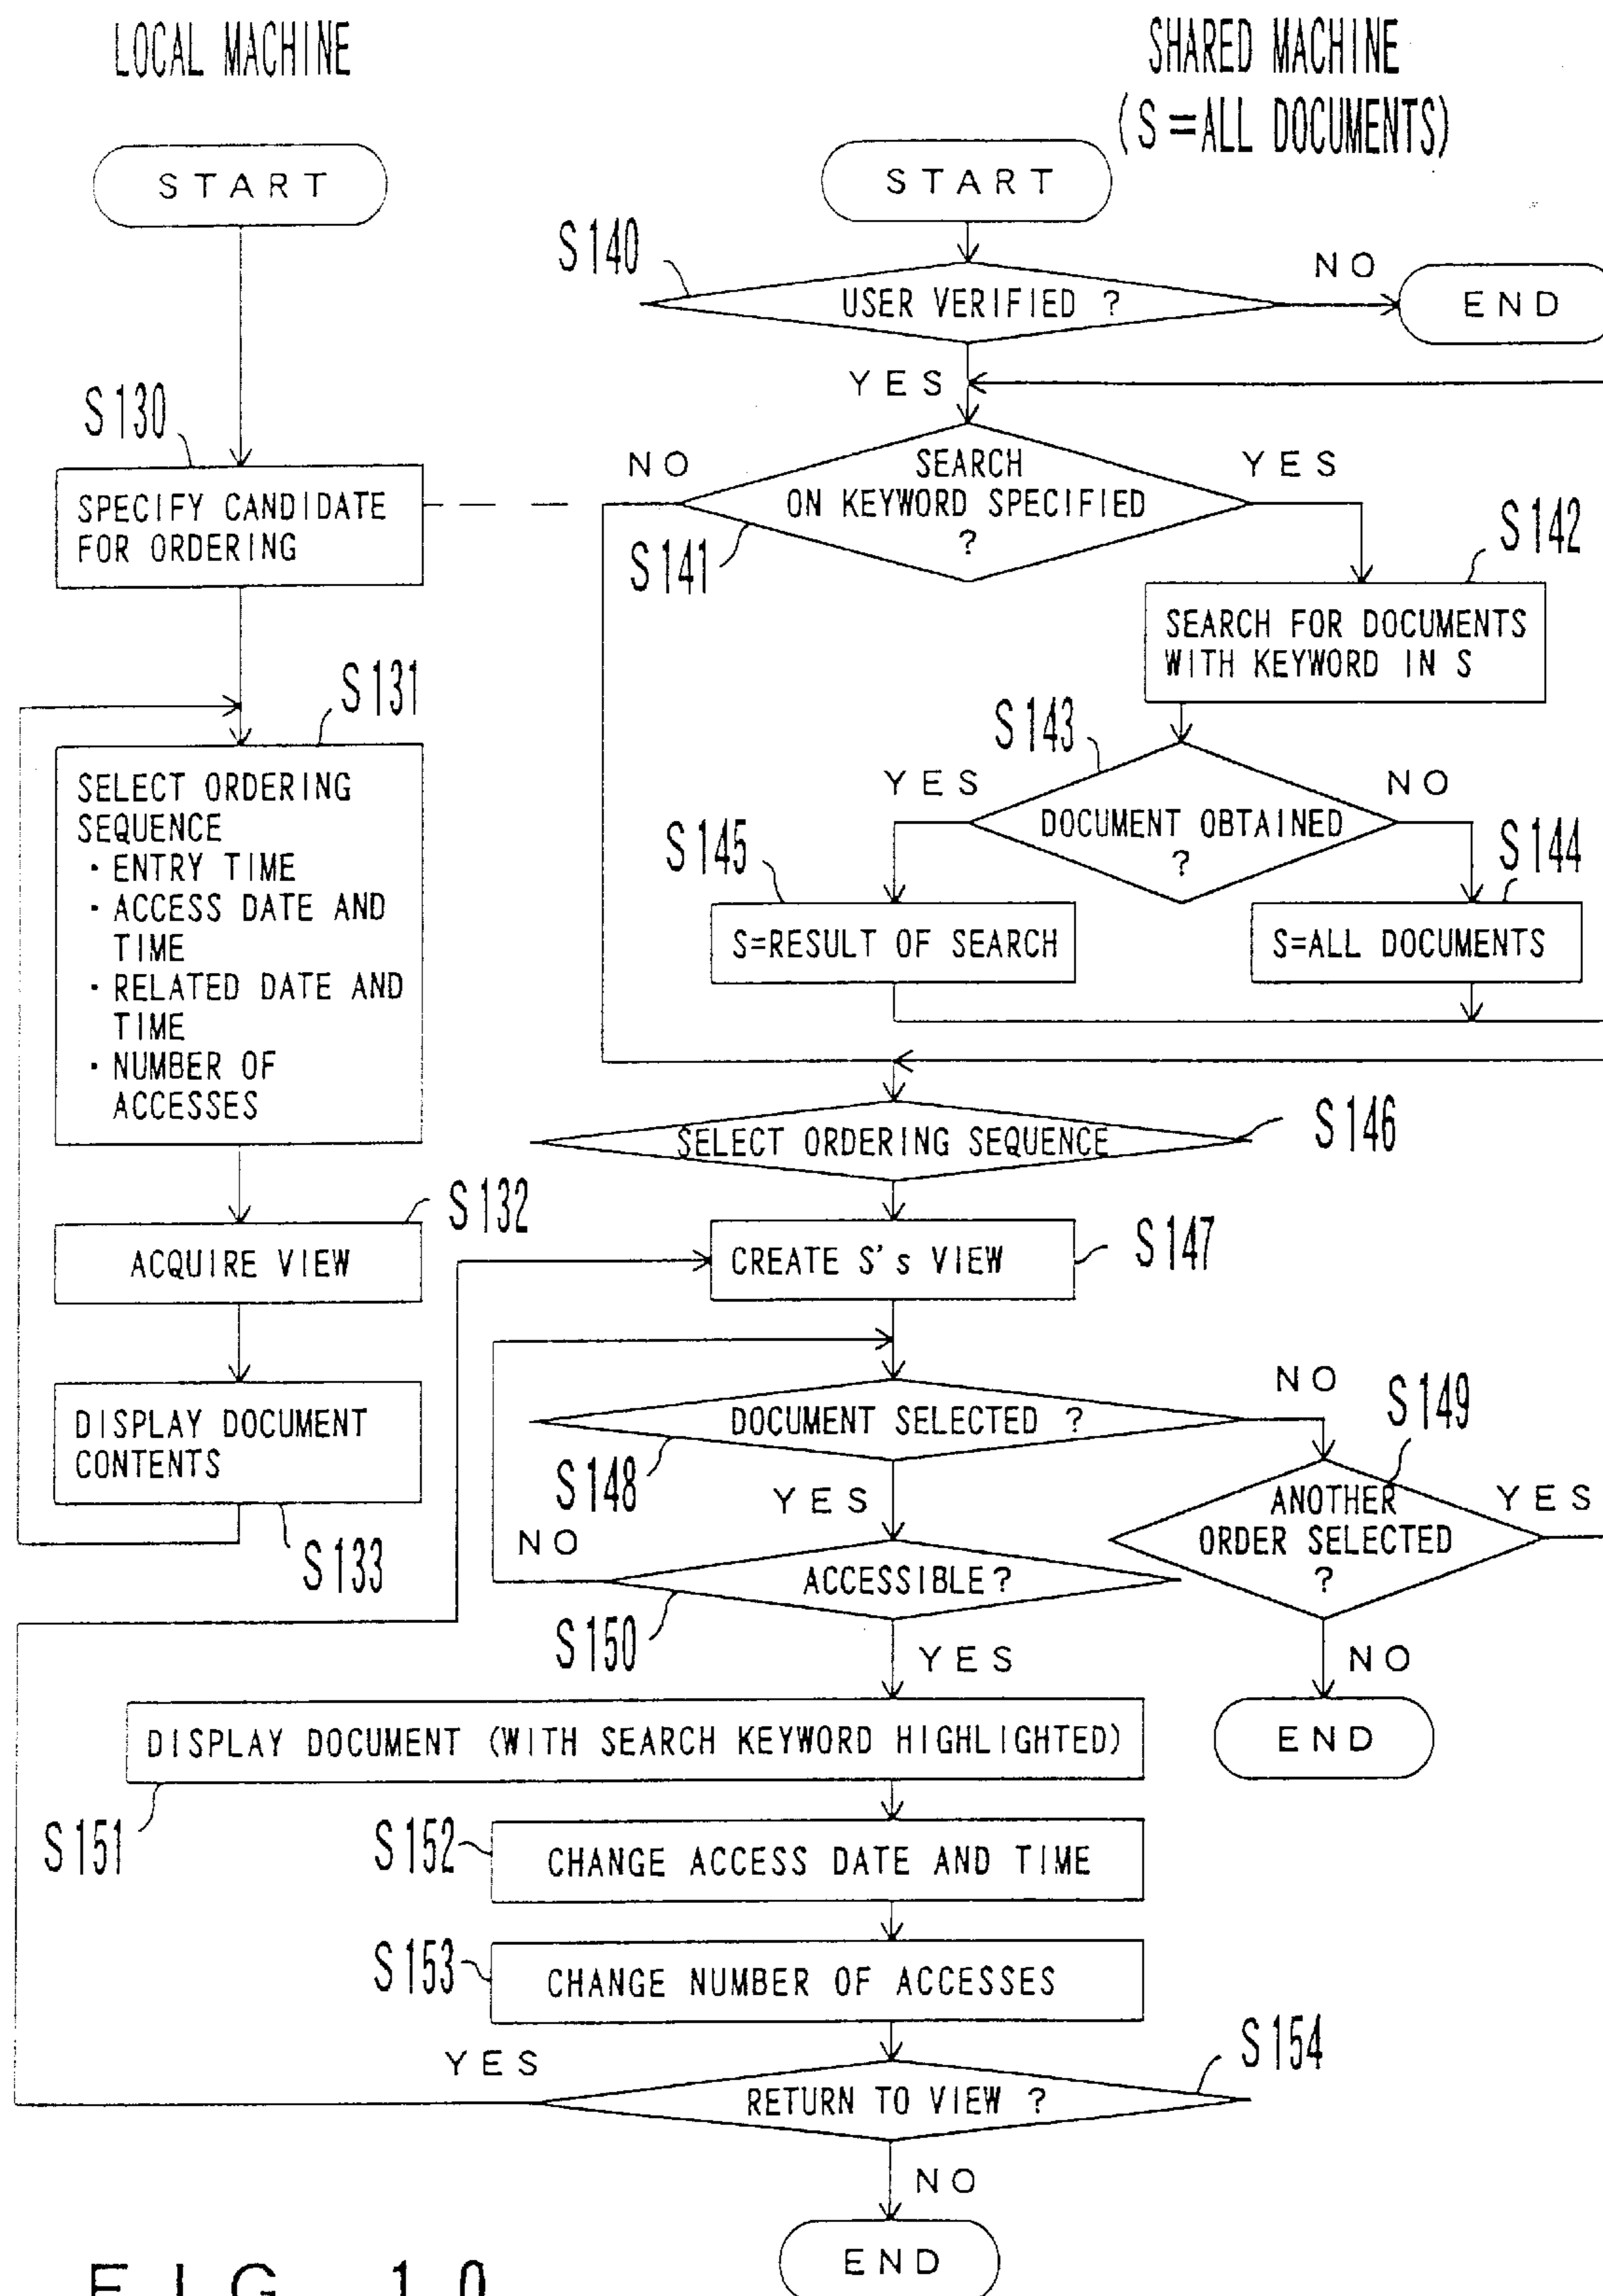 LOCAL MACHINE
SHARED MACHINE
(S=ALL DOCUMENTS)
START
START
S140
USER VERIFIED ?
NO
END
YES
S130
SPECIFY CANDIDATE
FOR ORDERING
NO
SEARCH
ON KEYWORD SPECIFIED
?
YES
S141
S142
SEARCH FOR DOCUMENTS
WITH KEYWORD IN S
S131
SELECT ORDERING
SEQUENCE
· ENTRY TIME
· ACCESS DATE AND
TIME
· RELATED DATE AND
TIME
· NUMBER OF
ACCESSES
S143
YES
NO
DOCUMENT OBTAINED
?
S145
S144
S=RESULT OF SEARCH
S=ALL DOCUMENTS
SELECT ORDERING SEQUENCE
S146
S132
ACQUIRE VIEW
CREATE S's VIEW
S147
DISPLAY DOCUMENT
CONTENTS
S133
DOCUMENT SELECTED ?
NO
S149
S148
YES
ANOTHER
ORDER SELECTED
?
YES
NO
ACCESSIBLE?
S150
YES
NO
END
DISPLAY DOCUMENT (WITH SEARCH KEYWORD HIGHLIGHTED)
S151
S152
CHANGE ACCESS DATE AND TIME
S153
CHANGE NUMBER OF ACCESSES
S154
YES
RETURN TO VIEW ?
NO
END
FIG. 10